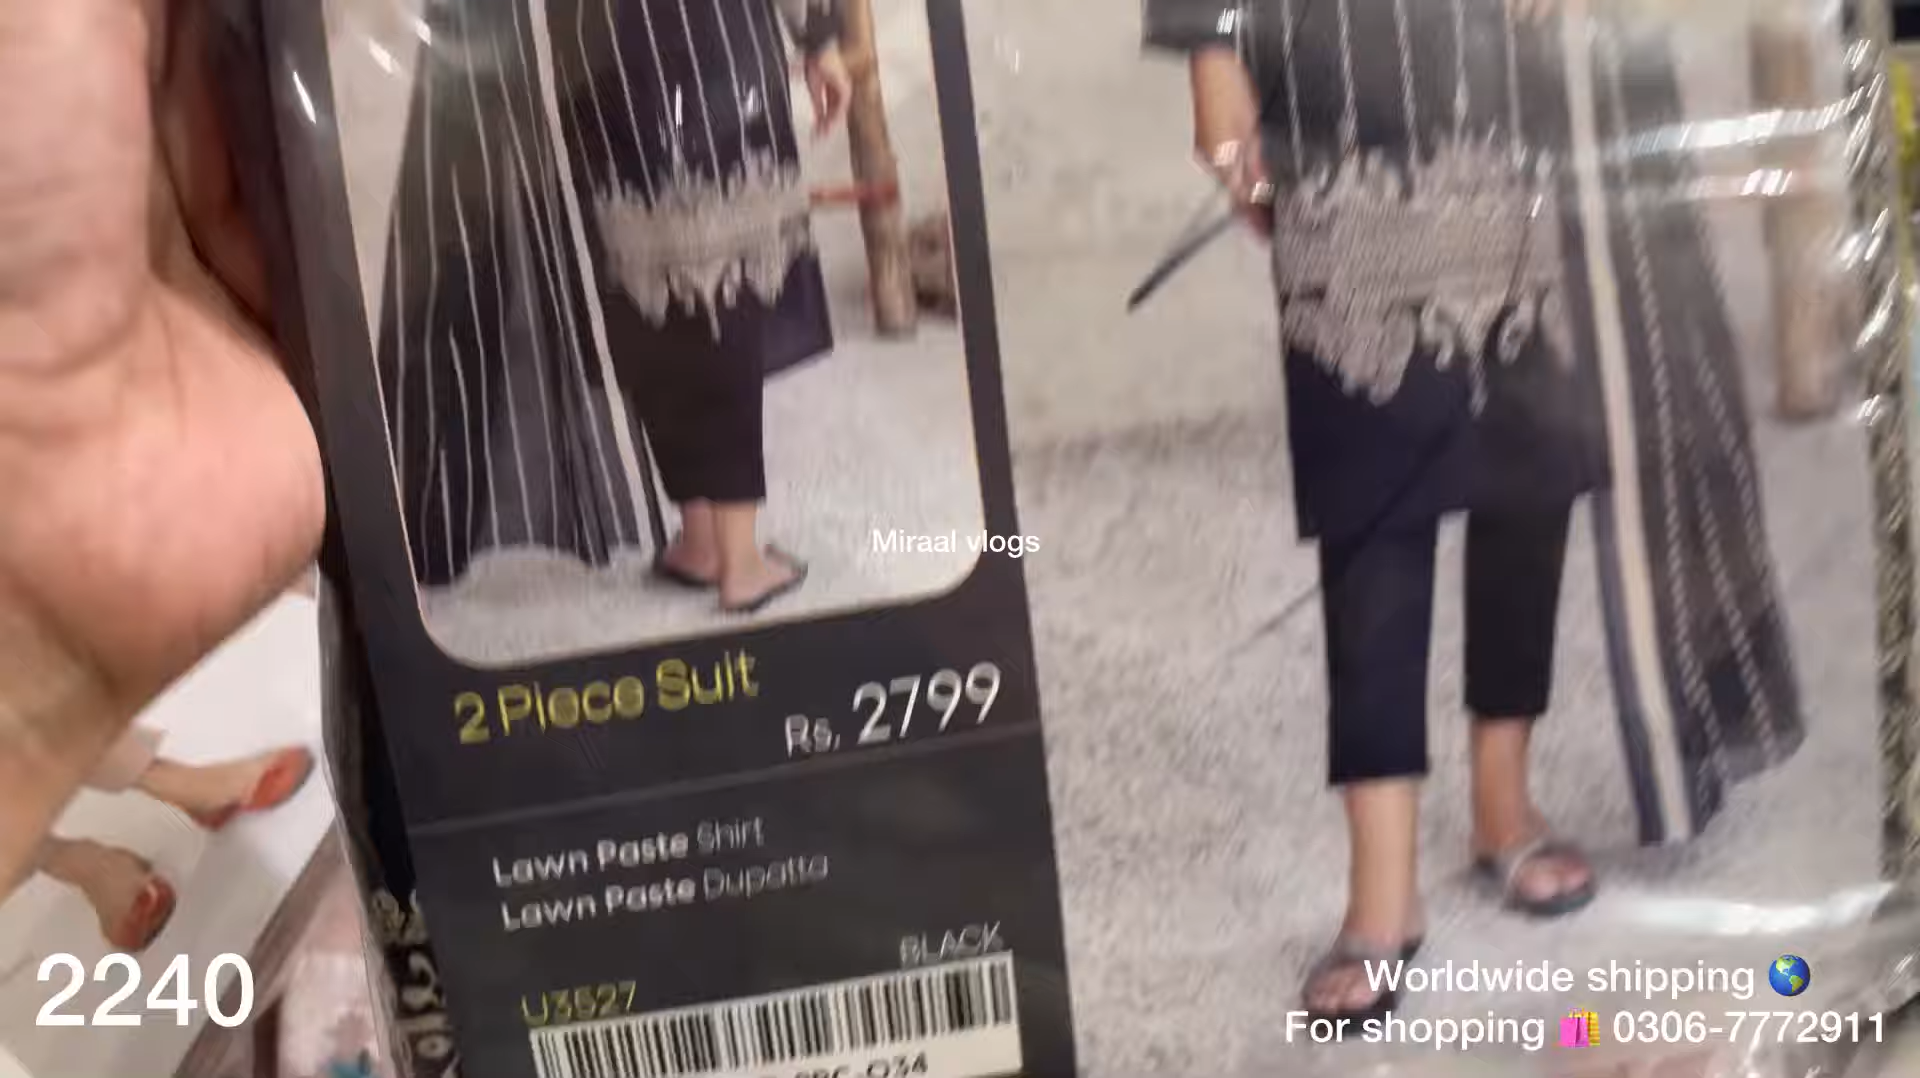 Miraal vlogs
2 Piece Suit
Rs. 2799
Lawn Paste Shirt
Lawn Paste Dupatta
BLACK
U3527
2240
Worldwide shipping 🌎
For shopping 🛍️ 0306-7772911